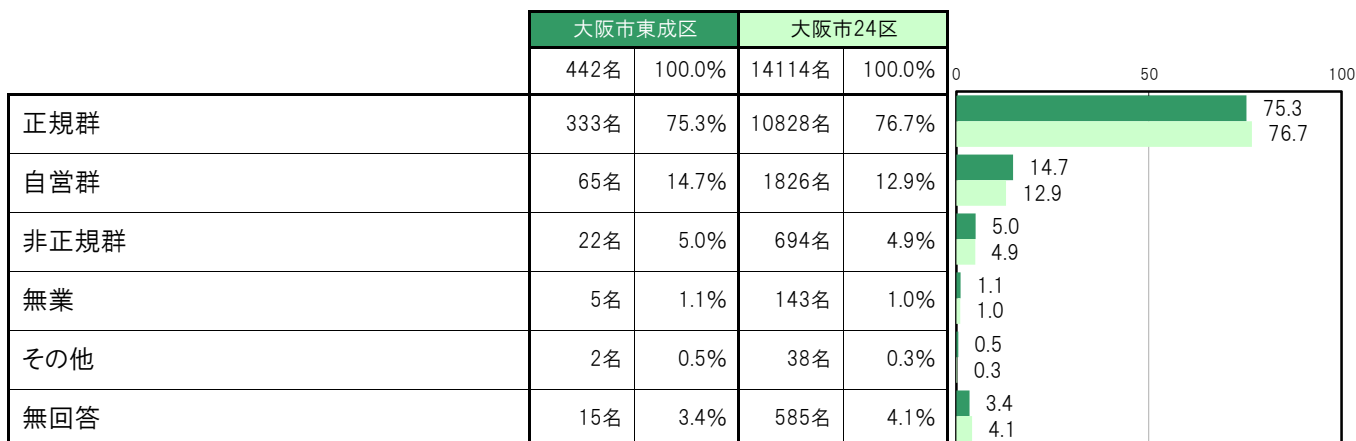 大阪市東成区 大阪市24区
442名 100.0% 14114名 100.0% 0 50 100
正規群 333名 75.3% 10828名 76.7% 75.3
76.7
自営群 65名 14.7% 1826名 12.9% 14.7
12.9
非正規群 22名 5.0% 694名 4.9% 5.0
4.9
無業 5名 1.1% 143名 1.0% 1.1
1.0
その他 2名 0.5% 38名 0.3% 0.5
0.3
無回答 15名 3.4% 585名 4.1% 3.4
4.1